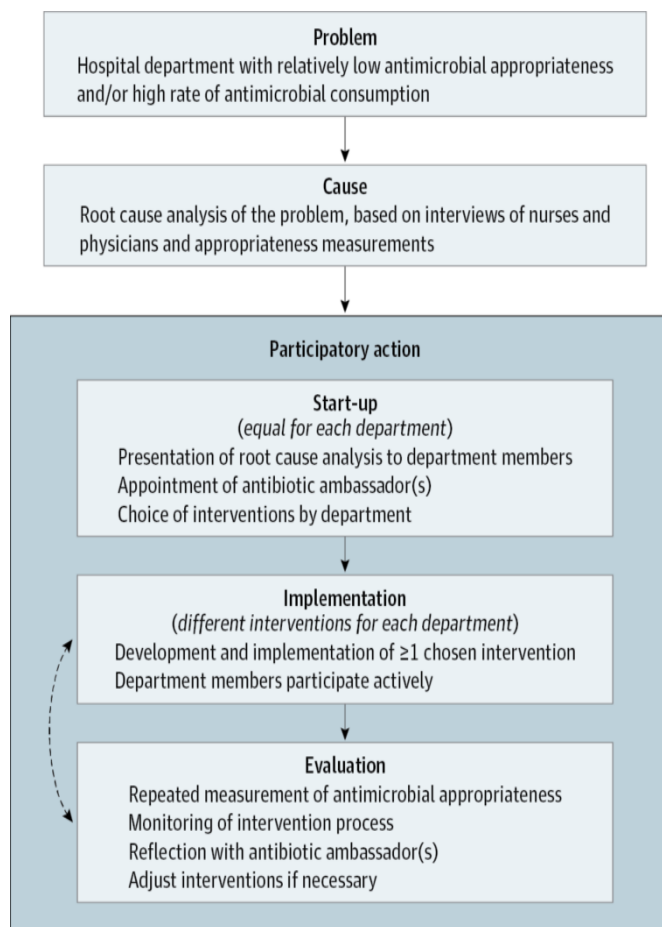 Problem
Hospital department with relatively low antimicrobial appropriateness
and/or high rate of antimicrobial consumption
Cause
Root cause analysis of the problem, based on interviews of nurses and
physicians and appropriateness measurements
Participatory action
Start-up
(equal for each department)
Presentation of root cause analysis to department members
Appointment of antibiotic ambassador(s)
Choice of interventions by department
Implementation
(different interventions for each department)
Development and implementation of ≥1 chosen intervention
Department members participate actively
Evaluation
Repeated measurement of antimicrobial appropriateness
Monitoring of intervention process
Reflection with antibiotic ambassador(s)
Adjust interventions if necessary